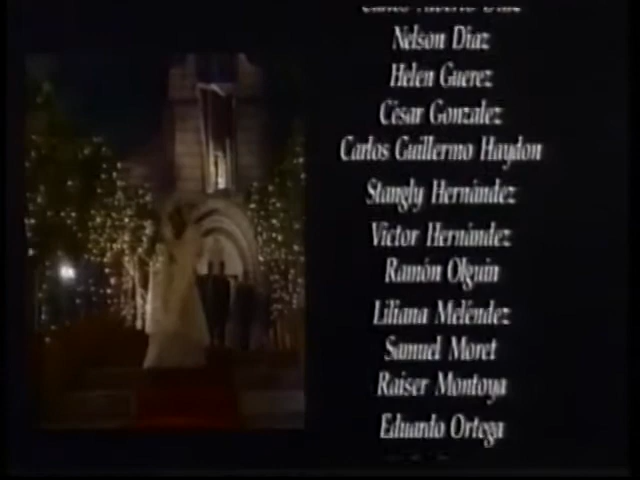 Nelson Díaz
Helen Guerez
César Gonzalez
Carlos Guillermo Haydon
Stangly Hernández
Victor Hernández
Ramón Olguin
Liliana Meléndez
Samuel Moret
Raiser Montoya
Eduardo Ortega